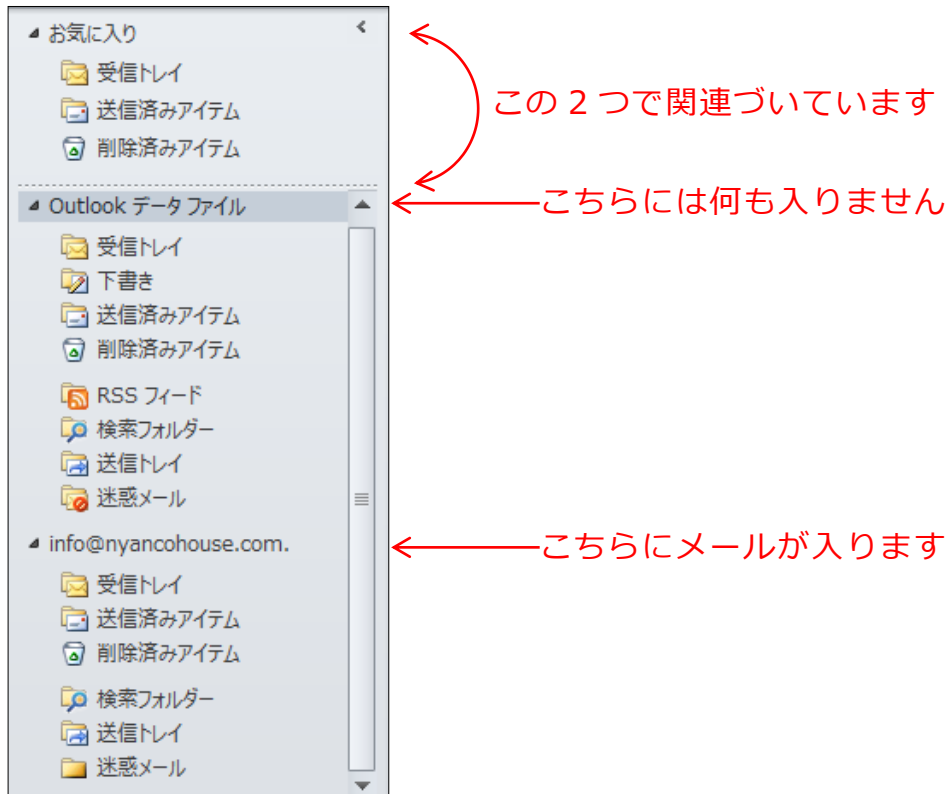 お気に入り
受信トレイ
送信済みアイテム
削除済みアイテム
この 2 つで関連づいています
Outlook データ ファイル
こちらには何も入りません
受信トレイ
下書き
送信済みアイテム
削除済みアイテム
RSS フィード
検索フォルダー
送信トレイ
迷惑メール
info@nyancohouse.com.
こちらにメールが入ります
受信トレイ
送信済みアイテム
削除済みアイテム
検索フォルダー
送信トレイ
迷惑メール